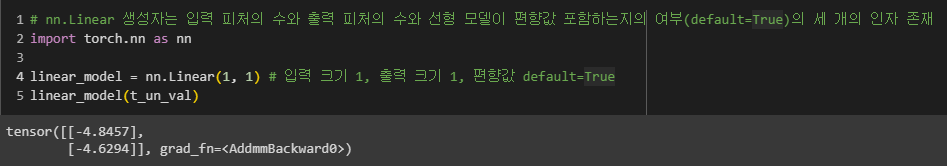 1 # nn.Linear 생성자는 입력 피처의 수와 출력 피처의 수와 선형 모델이 편향값 포함하는지의 여부(default=True)의 세 개의 인자 존재
2 import torch.nn as nn
3
4 linear_model = nn.Linear(1, 1) # 입력 크기 1, 출력 크기 1, 편향값 default=True
5 linear_model(t_un_val)
tensor([[-4.8457],
        [-4.6294]], grad_fn=<AddmmBackward0>)